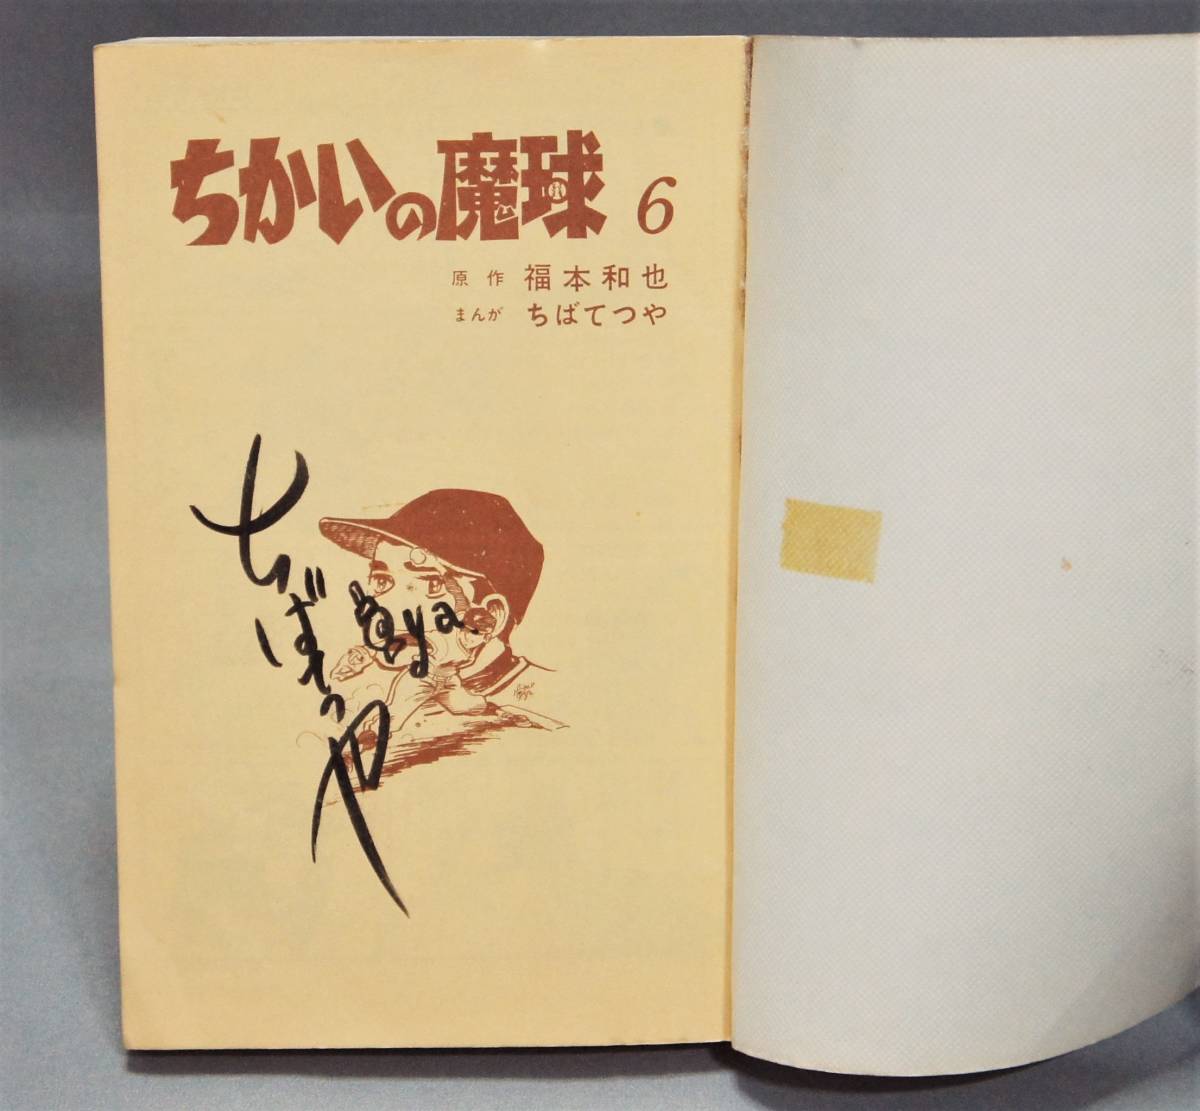 ちかいの魔球 6
原作 福本和也
まんが ちばてつや
ちばてつや